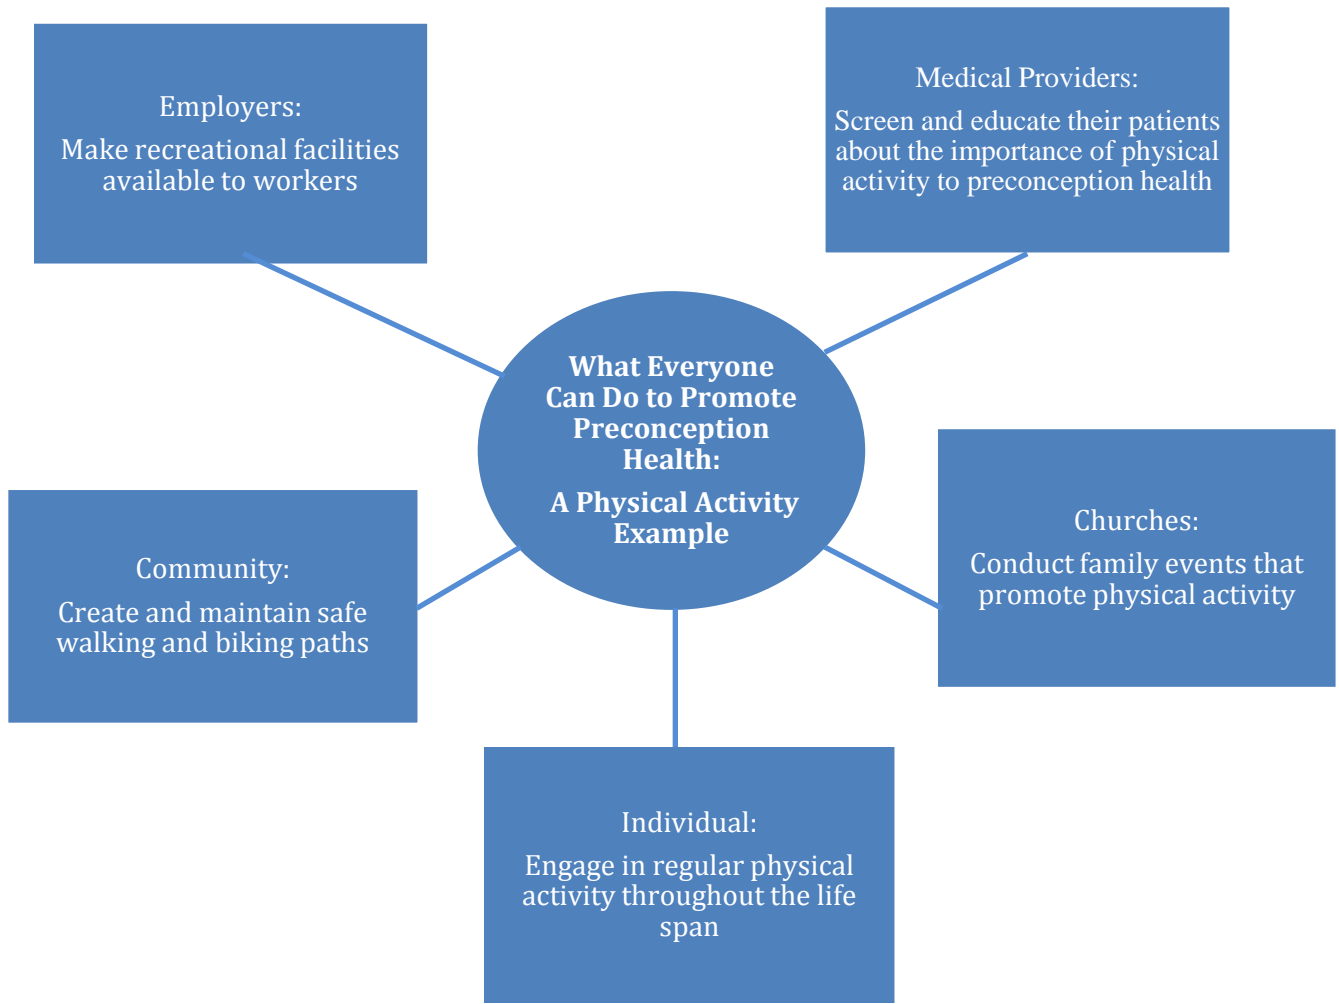 Employers:
Make recreational facilities
available to workers
Medical Providers:
Screen and educate their patients
about the importance of physical
activity to preconception health
What Everyone
Can Do to Promote
Preconception
Health:
A Physical Activity
Example
Community:
Create and maintain safe
walking and biking paths
Churches:
Conduct family events that
promote physical activity
Individual:
Engage in regular physical
activity throughout the life
span